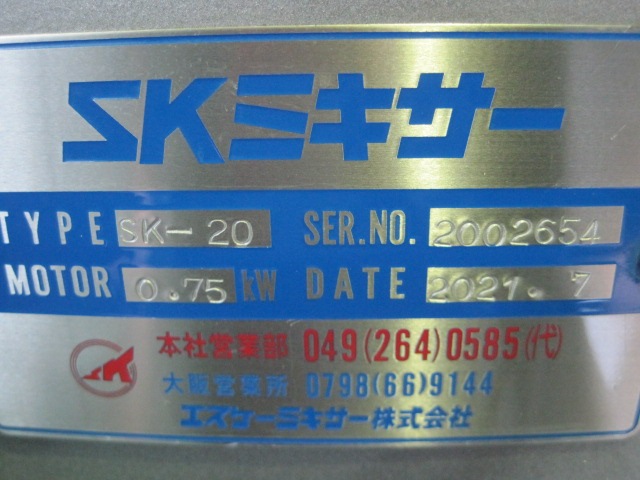 SKミキサー
TYPE SK-20 SER.NO. 2002654
MOTOR 0.75 kW DATE 2021.7
本社営業部 049(264)0585(代)
大阪営業所 0798(66)9144
エスケーミキサー株式会社